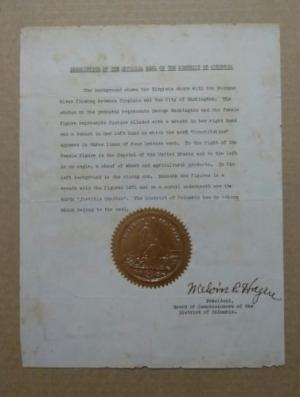 DESCRIPTION OF THE OFFICIAL SEAL OF THE DISTRICT OF COLUMBIA
The background shows the Virginia shore with the Potomac
River flowing between Virginia and the City of Washington. The
statue on the pedestal represents George Washington and the female
figure represents Justice with a wreath in her right hand
and a tablet in her left hand on which the word "Constitution"
appears in three lines of four letters each. To the right of the
female figure is the Capitol of the United States and to the left
is an eagle, a sheaf of wheat and agricultural products. In the
left background is the rising sun. Beneath the figures is a
wreath with the figures 1871 and on a scroll underneath are the
words "Justitia Omnibus". The District of Columbia has no
which belong to the seal.
Melvin C. Hazen
President,
Board of Commissioners of the
District of Columbia.